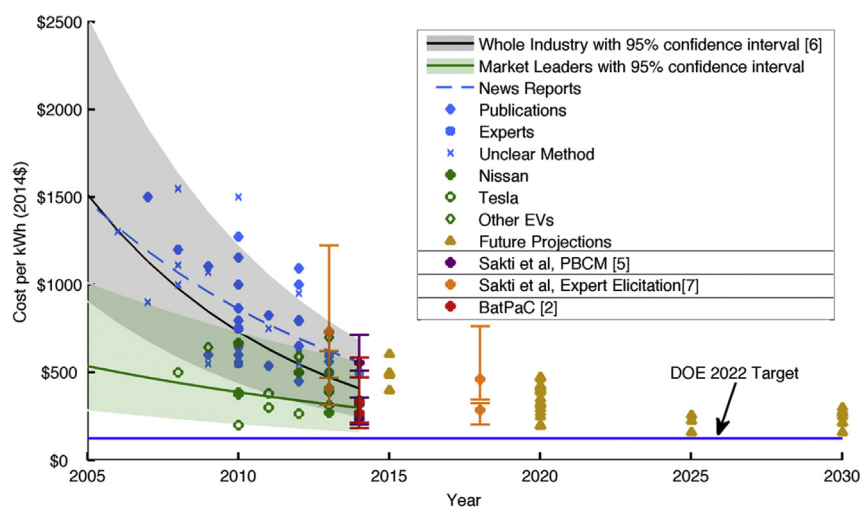 $2500
$2000
$1500
$1000
$500
$0
Cost per kWh (2014$)
2005
2010
2015
2020
2025
2030
Year
Whole Industry with 95% confidence interval [6]
Market Leaders with 95% confidence interval
News Reports
Publications
Experts
Unclear Method
Nissan
Tesla
Other EVs
Future Projections
Sakti et al, PBCM [5]
Sakti et al, Expert Elicitation[7]
BatPaC [2]
DOE 2022 Target